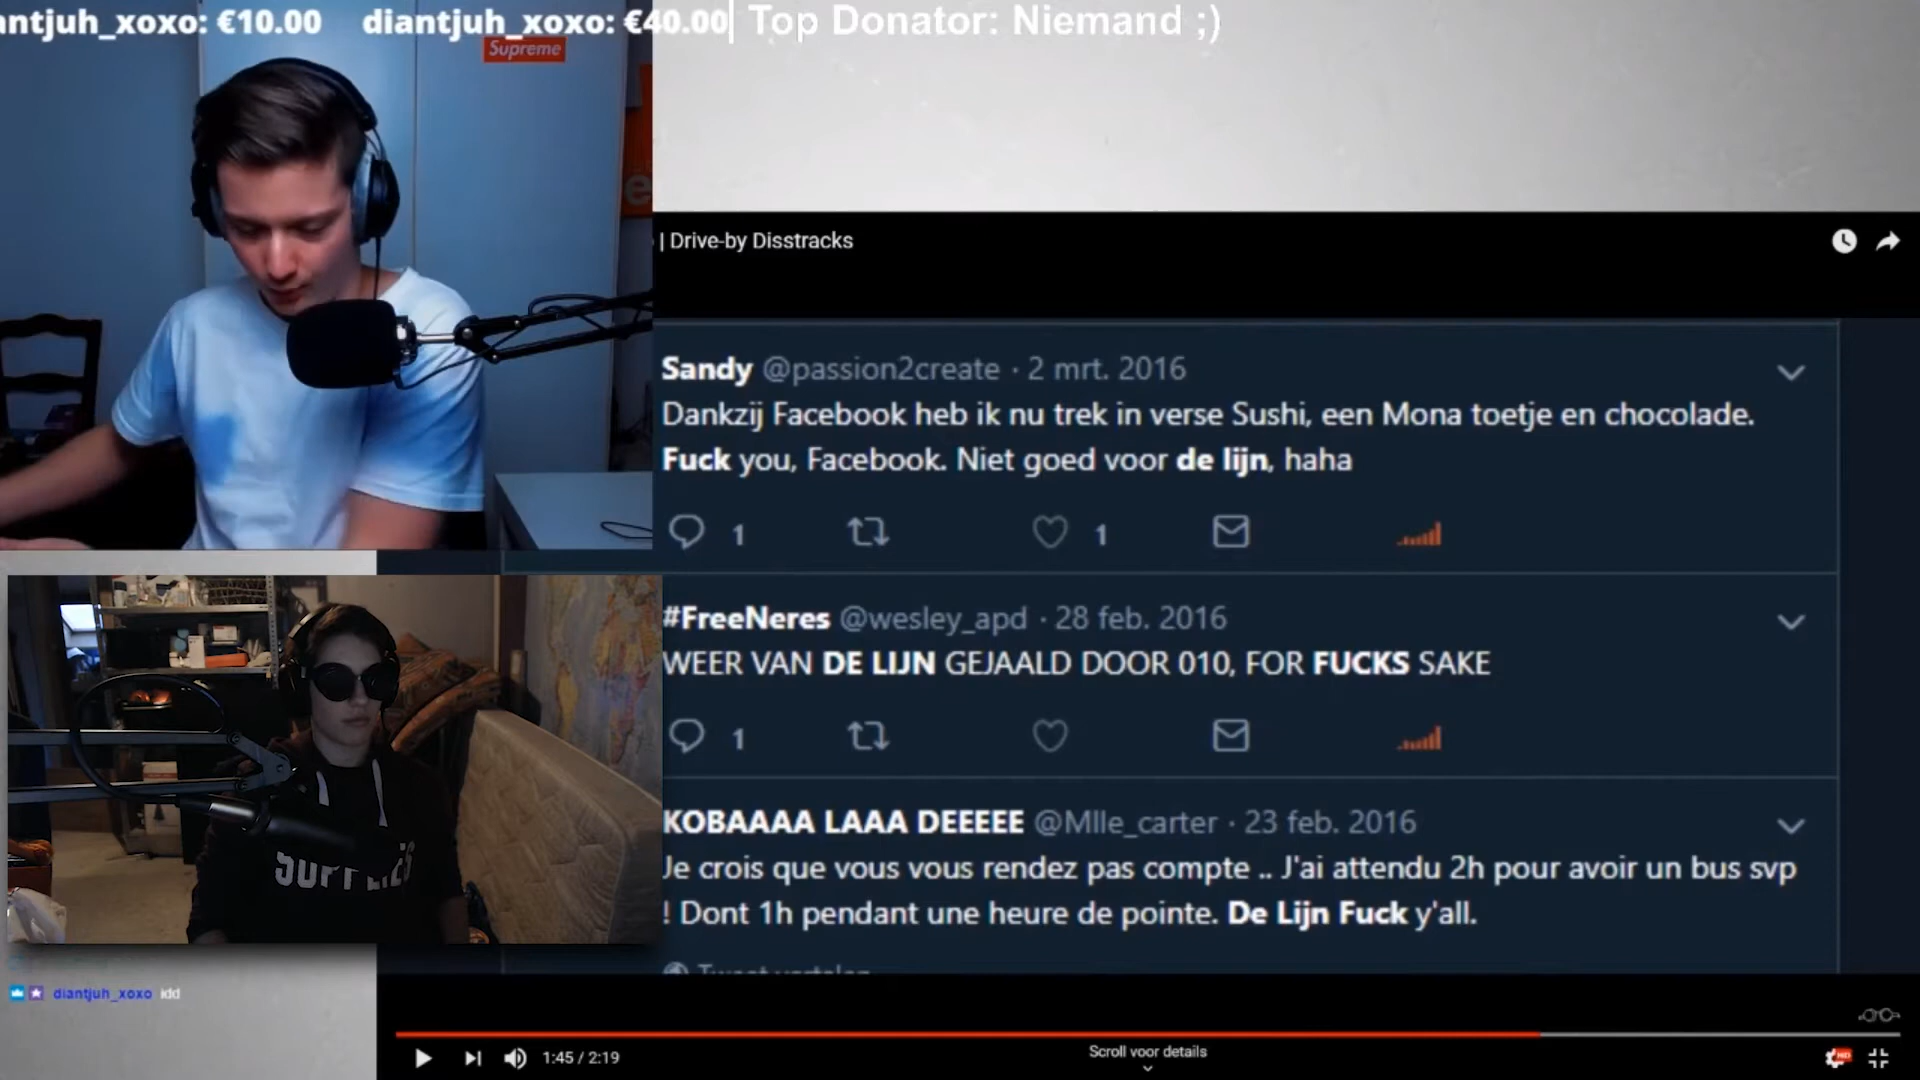 antjuh_xoxo: €10.00 diantjuh_xoxo: €40.00| Top Donator: Niemand ;)
Supreme
e
| Drive-by Disstracks
Sandy @passion2create · 2 mrt. 2016
Dankzij Facebook heb ik nu trek in verse Sushi, een Mona toetje en chocolade.
Fuck you, Facebook. Niet goed voor de lijn, haha
1 1
#FreeNeres @wesley_apd · 28 feb. 2016
WEER VAN DE LIJN GEJAALD DOOR 010, FOR FUCKS SAKE
1
KOBAAAA LAAA DEEEEE @Mlle_carter · 23 feb. 2016
Je crois que vous vous rendez pas compte .. J'ai attendu 2h pour avoir un bus svp
! Dont 1h pendant une heure de pointe. De Lijn Fuck y'all.
Tweet vertalen
SUPPLIES
diantjuh_xoxo idd
1:45 / 2:19
Scroll voor details
HD